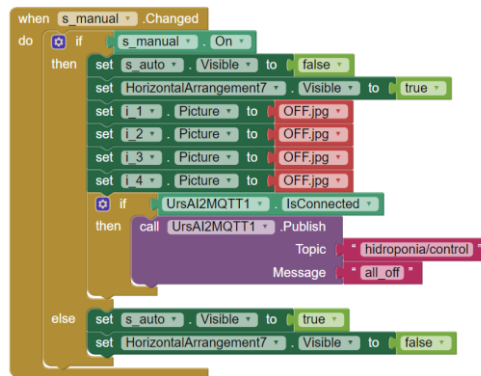 when s_manual .Changed
do if s_manual . On
then set s_auto . Visible to false
set HorizontalArrangement7 . Visible to true
set i_1 . Picture to OFF.jpg
set i_2 . Picture to OFF.jpg
set i_3 . Picture to OFF.jpg
set i_4 . Picture to OFF.jpg
if UrsAI2MQTT1 . IsConnected
then call UrsAI2MQTT1 .Publish
Topic " hidroponia/control "
Message " all_off "
else set s_auto . Visible to true
set HorizontalArrangement7 . Visible to false